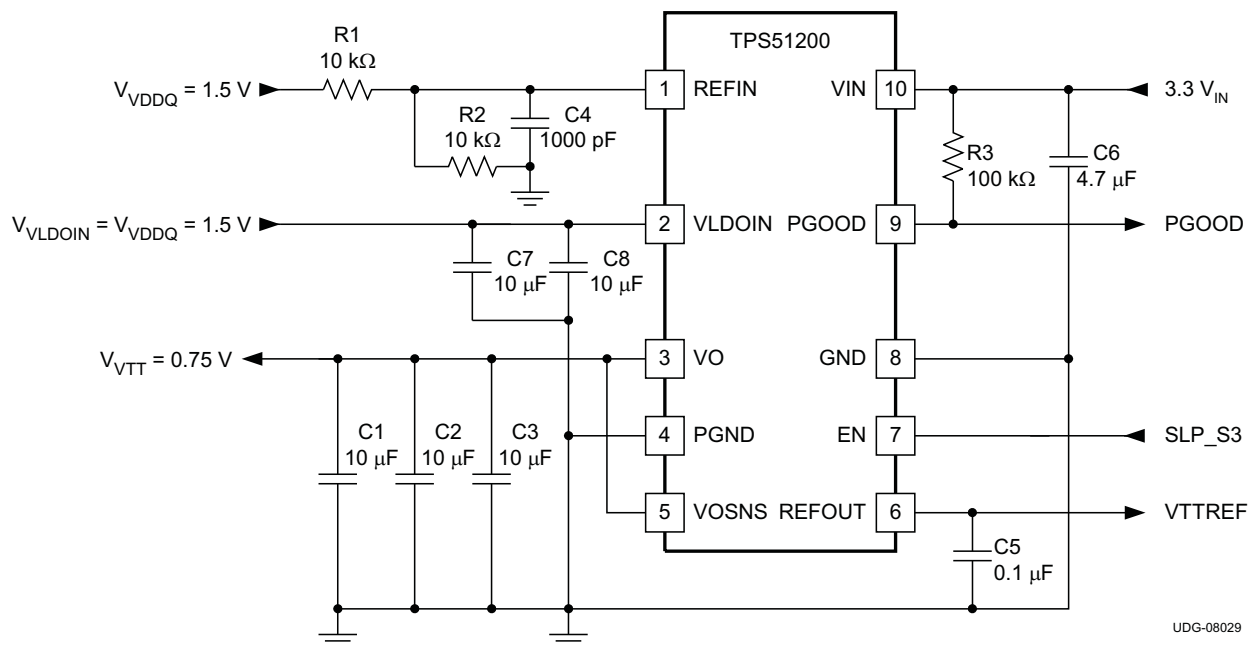 TPS51200
R1
10 kΩ
V_VDDQ = 1.5 V
1 REFIN
VIN 10
3.3 V_IN
R2
10 kΩ
C4
1000 pF
R3
100 kΩ
C6
4.7 μF
V_VLDOIN = V_VDDQ = 1.5 V
2 VLDOIN
PGOOD 9
PGOOD
C7
10 μF
C8
10 μF
V_VTT = 0.75 V
3 VO
GND 8
C1
10 μF
C2
10 μF
C3
10 μF
4 PGND
EN 7
SLP_S3
5 VOSNS
REFOUT 6
VTTREF
C5
0.1 μF
UDG-08029